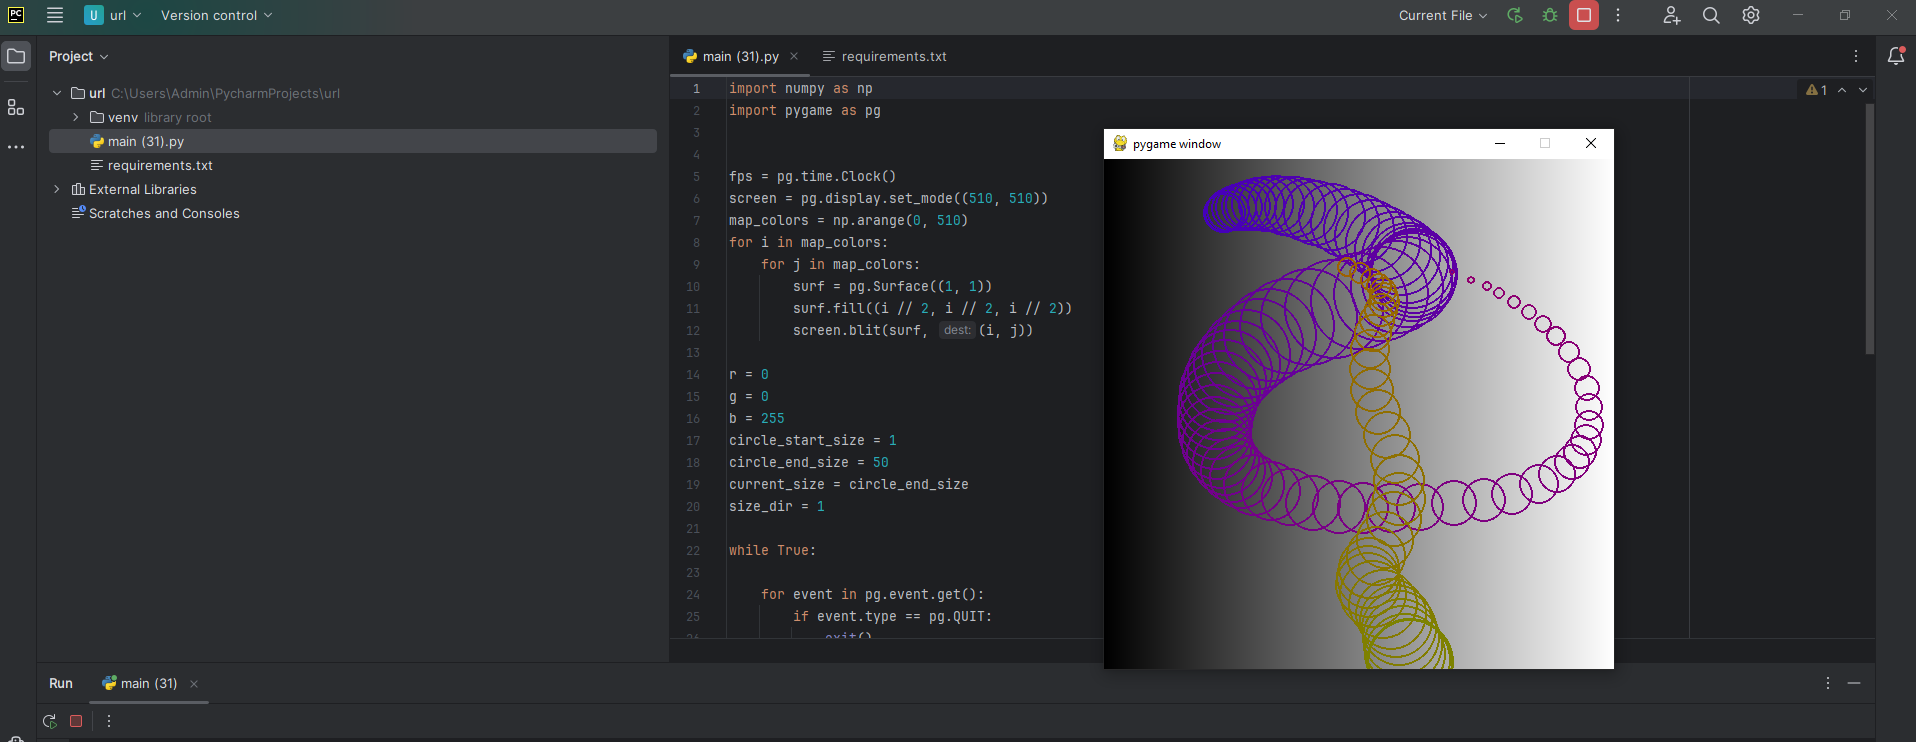 PC
U url
Version control
Current File
Project
main (31).py
requirements.txt
url C:\Users\Admin\PycharmProjects\url
venv library root
main (31).py
requirements.txt
External Libraries
Scratches and Consoles
1 import numpy as np
2 import pygame as pg
3
4
5 fps = pg.time.Clock()
6 screen = pg.display.set_mode((510, 510))
7 map_colors = np.arange(0, 510)
8 for i in map_colors:
9 for j in map_colors:
10 surf = pg.Surface((1, 1))
11 surf.fill((i // 2, i // 2, i // 2))
12 screen.blit(surf, dest: (i, j))
13
14 r = 0
15 g = 0
16 b = 255
17 circle_start_size = 1
18 circle_end_size = 50
19 current_size = circle_end_size
20 size_dir = 1
21
22 while True:
23
24 for event in pg.event.get():
25 if event.type == pg.QUIT:
26 exit()
1
pygame window
Run
main (31)